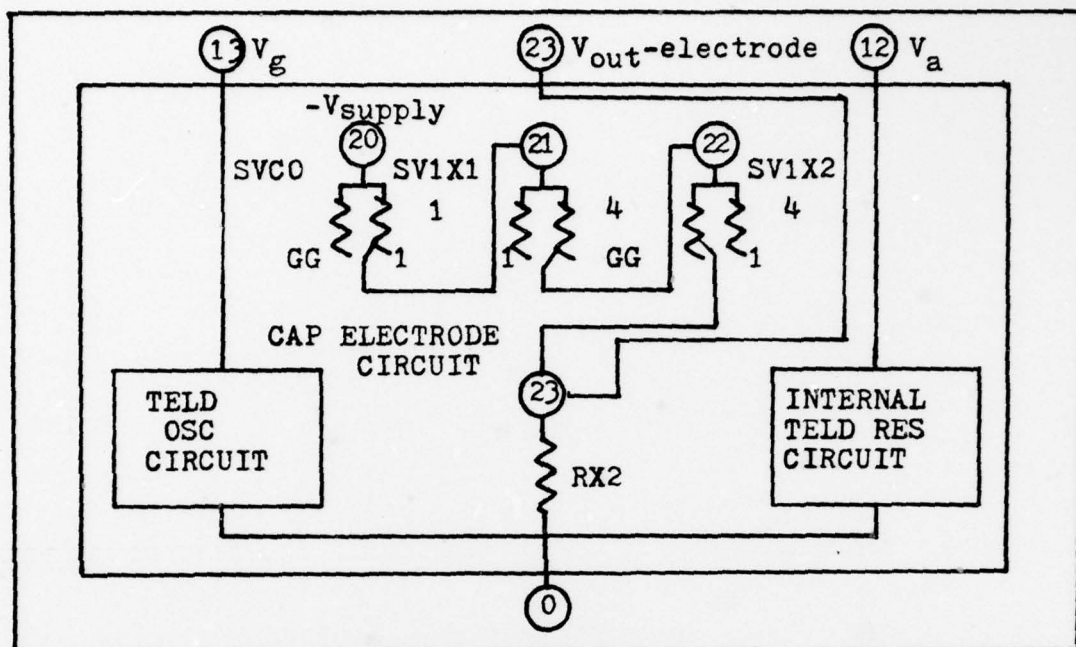 13 Vg 23 Vout-electrode 12 Va
-Vsupply
20 21 22
SVCO SV1X1 SV1X2
1 4 4
GG 1 1 GG 1
CAP ELECTRODE
CIRCUIT
23
TELD
OSC
CIRCUIT
INTERNAL
TELD RES
CIRCUIT
RX2
0